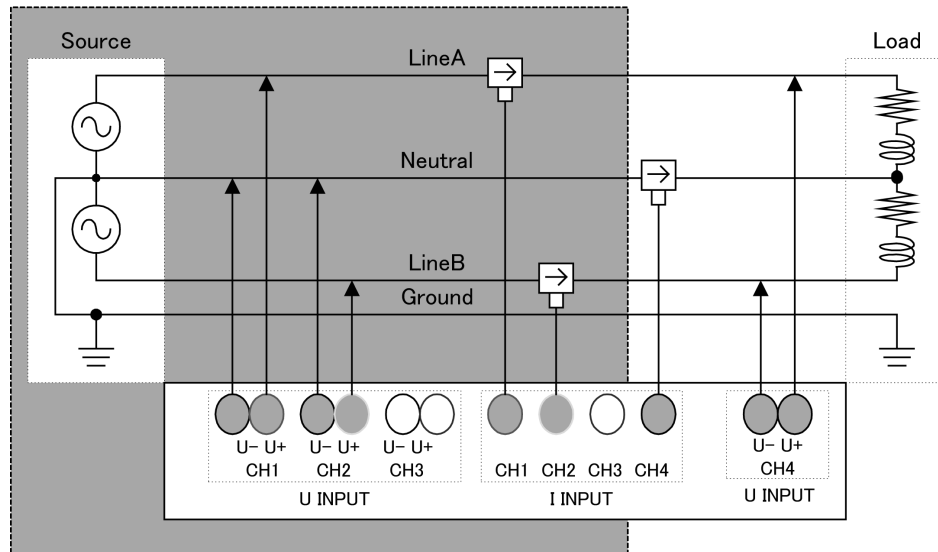 Source
LineA
Load
Neutral
LineB
Ground
U- U+ U- U+ U- U+
CH1 CH2 CH3
U INPUT
CH1 CH2 CH3 CH4
I INPUT
U- U+
CH4
U INPUT